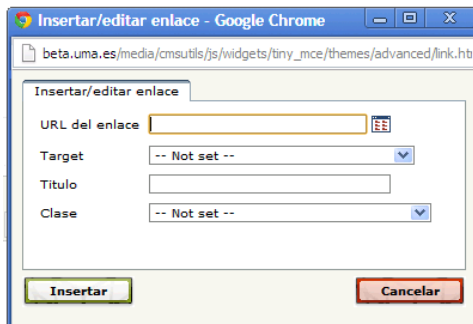 Insertar/editar enlace - Google Chrome
beta.uma.es/media/cmsutils/js/widgets/tiny_mce/themes/advanced/link.ht
Insertar/editar enlace
URL del enlace
Target -- Not set --
Titulo
Clase -- Not set --
Insertar Cancelar